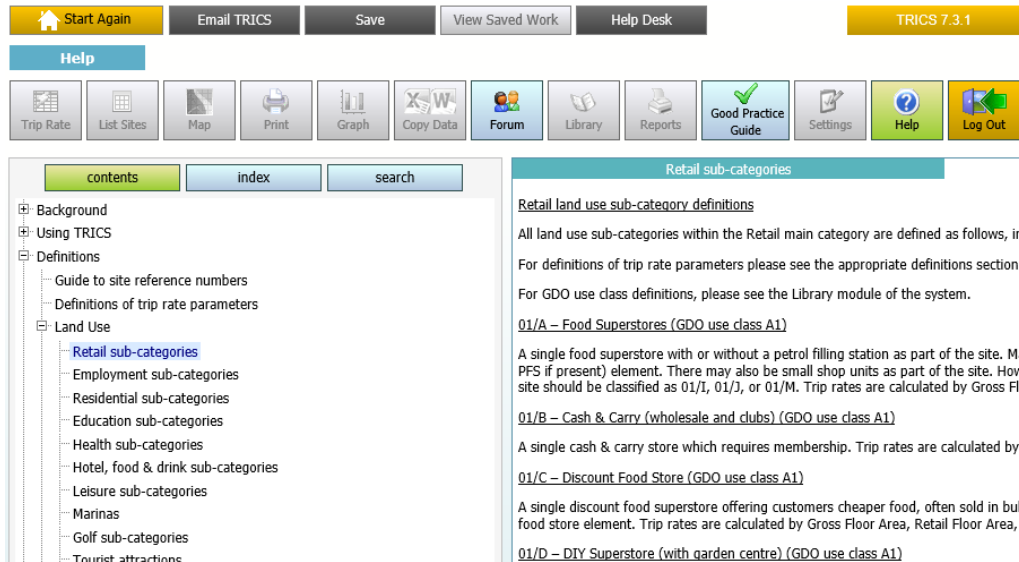 Start Again
Email TRICS
Save
View Saved Work
Help Desk
TRICS 7.3.1
Help
Trip Rate
List Sites
Map
Print
Graph
Copy Data
Forum
Library
Reports
Good Practice
Guide
Settings
Help
Log Out
contents
index
search
Background
Using TRICS
Definitions
Guide to site reference numbers
Definitions of trip rate parameters
Land Use
Retail sub-categories
Employment sub-categories
Residential sub-categories
Education sub-categories
Health sub-categories
Hotel, food & drink sub-categories
Leisure sub-categories
Marinas
Golf sub-categories
Tourist attractions
Retail sub-categories
Retail land use sub-category definitions
All land use sub-categories within the Retail main category are defined as follows,
For definitions of trip rate parameters please see the appropriate definitions section
For GDO use class definitions, please see the Library module of the system.
01/A – Food Superstores (GDO use class A1)
A single food superstore with or without a petrol filling station as part of the site.
PFS if present) element. There may also be small shop units as part of the site.
site should be classified as 01/I, 01/J, or 01/M. Trip rates are calculated by Gross
01/B – Cash & Carry (wholesale and clubs) (GDO use class A1)
A single cash & carry store which requires membership. Trip rates are calculated by
01/C – Discount Food Store (GDO use class A1)
A single discount food superstore offering customers cheaper food, often sold in
food store element. Trip rates are calculated by Gross Floor Area, Retail Floor Area,
01/D – DIY Superstore (with garden centre) (GDO use class A1)